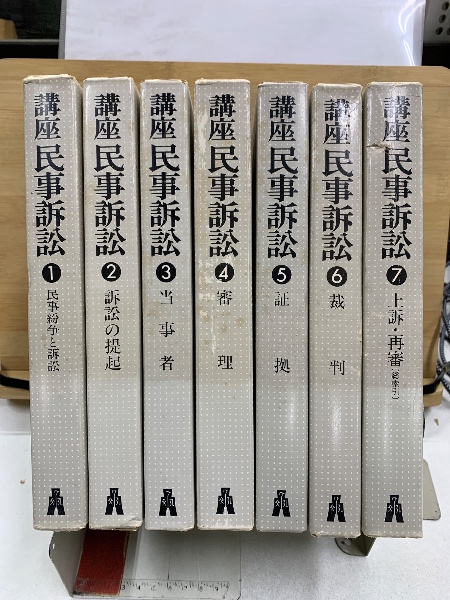 講座 民事訴訟
1
民事紛争と訴訟
講座 民事訴訟
2
訴訟の提起
講座 民事訴訟
3
当事者
講座 民事訴訟
4
審理
講座 民事訴訟
5
証拠
講座 民事訴訟
6
裁判
講座 民事訴訟
7
上訴・再審(総索引)